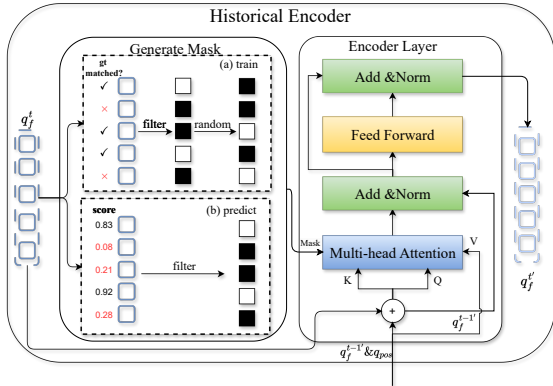 Historical Encoder
Generate Mask
Encoder Layer
gt
matched?
(a) train
✓
×
✓
✓
×
filter
random
(b) predict
score
0.83
0.08
0.21
0.92
0.28
filter
q_f^t
Add &Norm
Feed Forward
Add &Norm
Mask
Multi-head Attention
V
K
Q
+
q_f^{t-1'}
q_f^{t-1'}&q_{pos}
q_f^{t'}